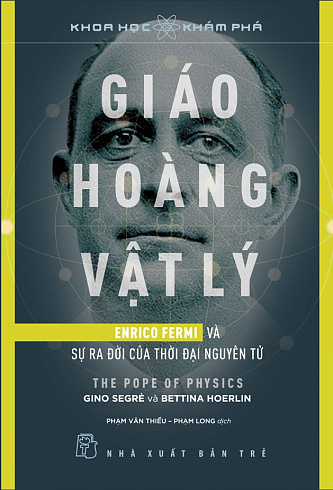 KHOA HỌC KHÁM PHÁ
GIÁO
HOÀNG
VẬT LÝ
ENRICO FERMI VÀ
SỰ RA ĐỜI CỦA THỜI ĐẠI NGUYÊN TỬ
THE POPE OF PHYSICS
GINO SEGRÈ và BETTINA HOERLIN
PHẠM VĂN THIỀU – PHẠM LONG dịch
NHÀ XUẤT BẢN TRẺ